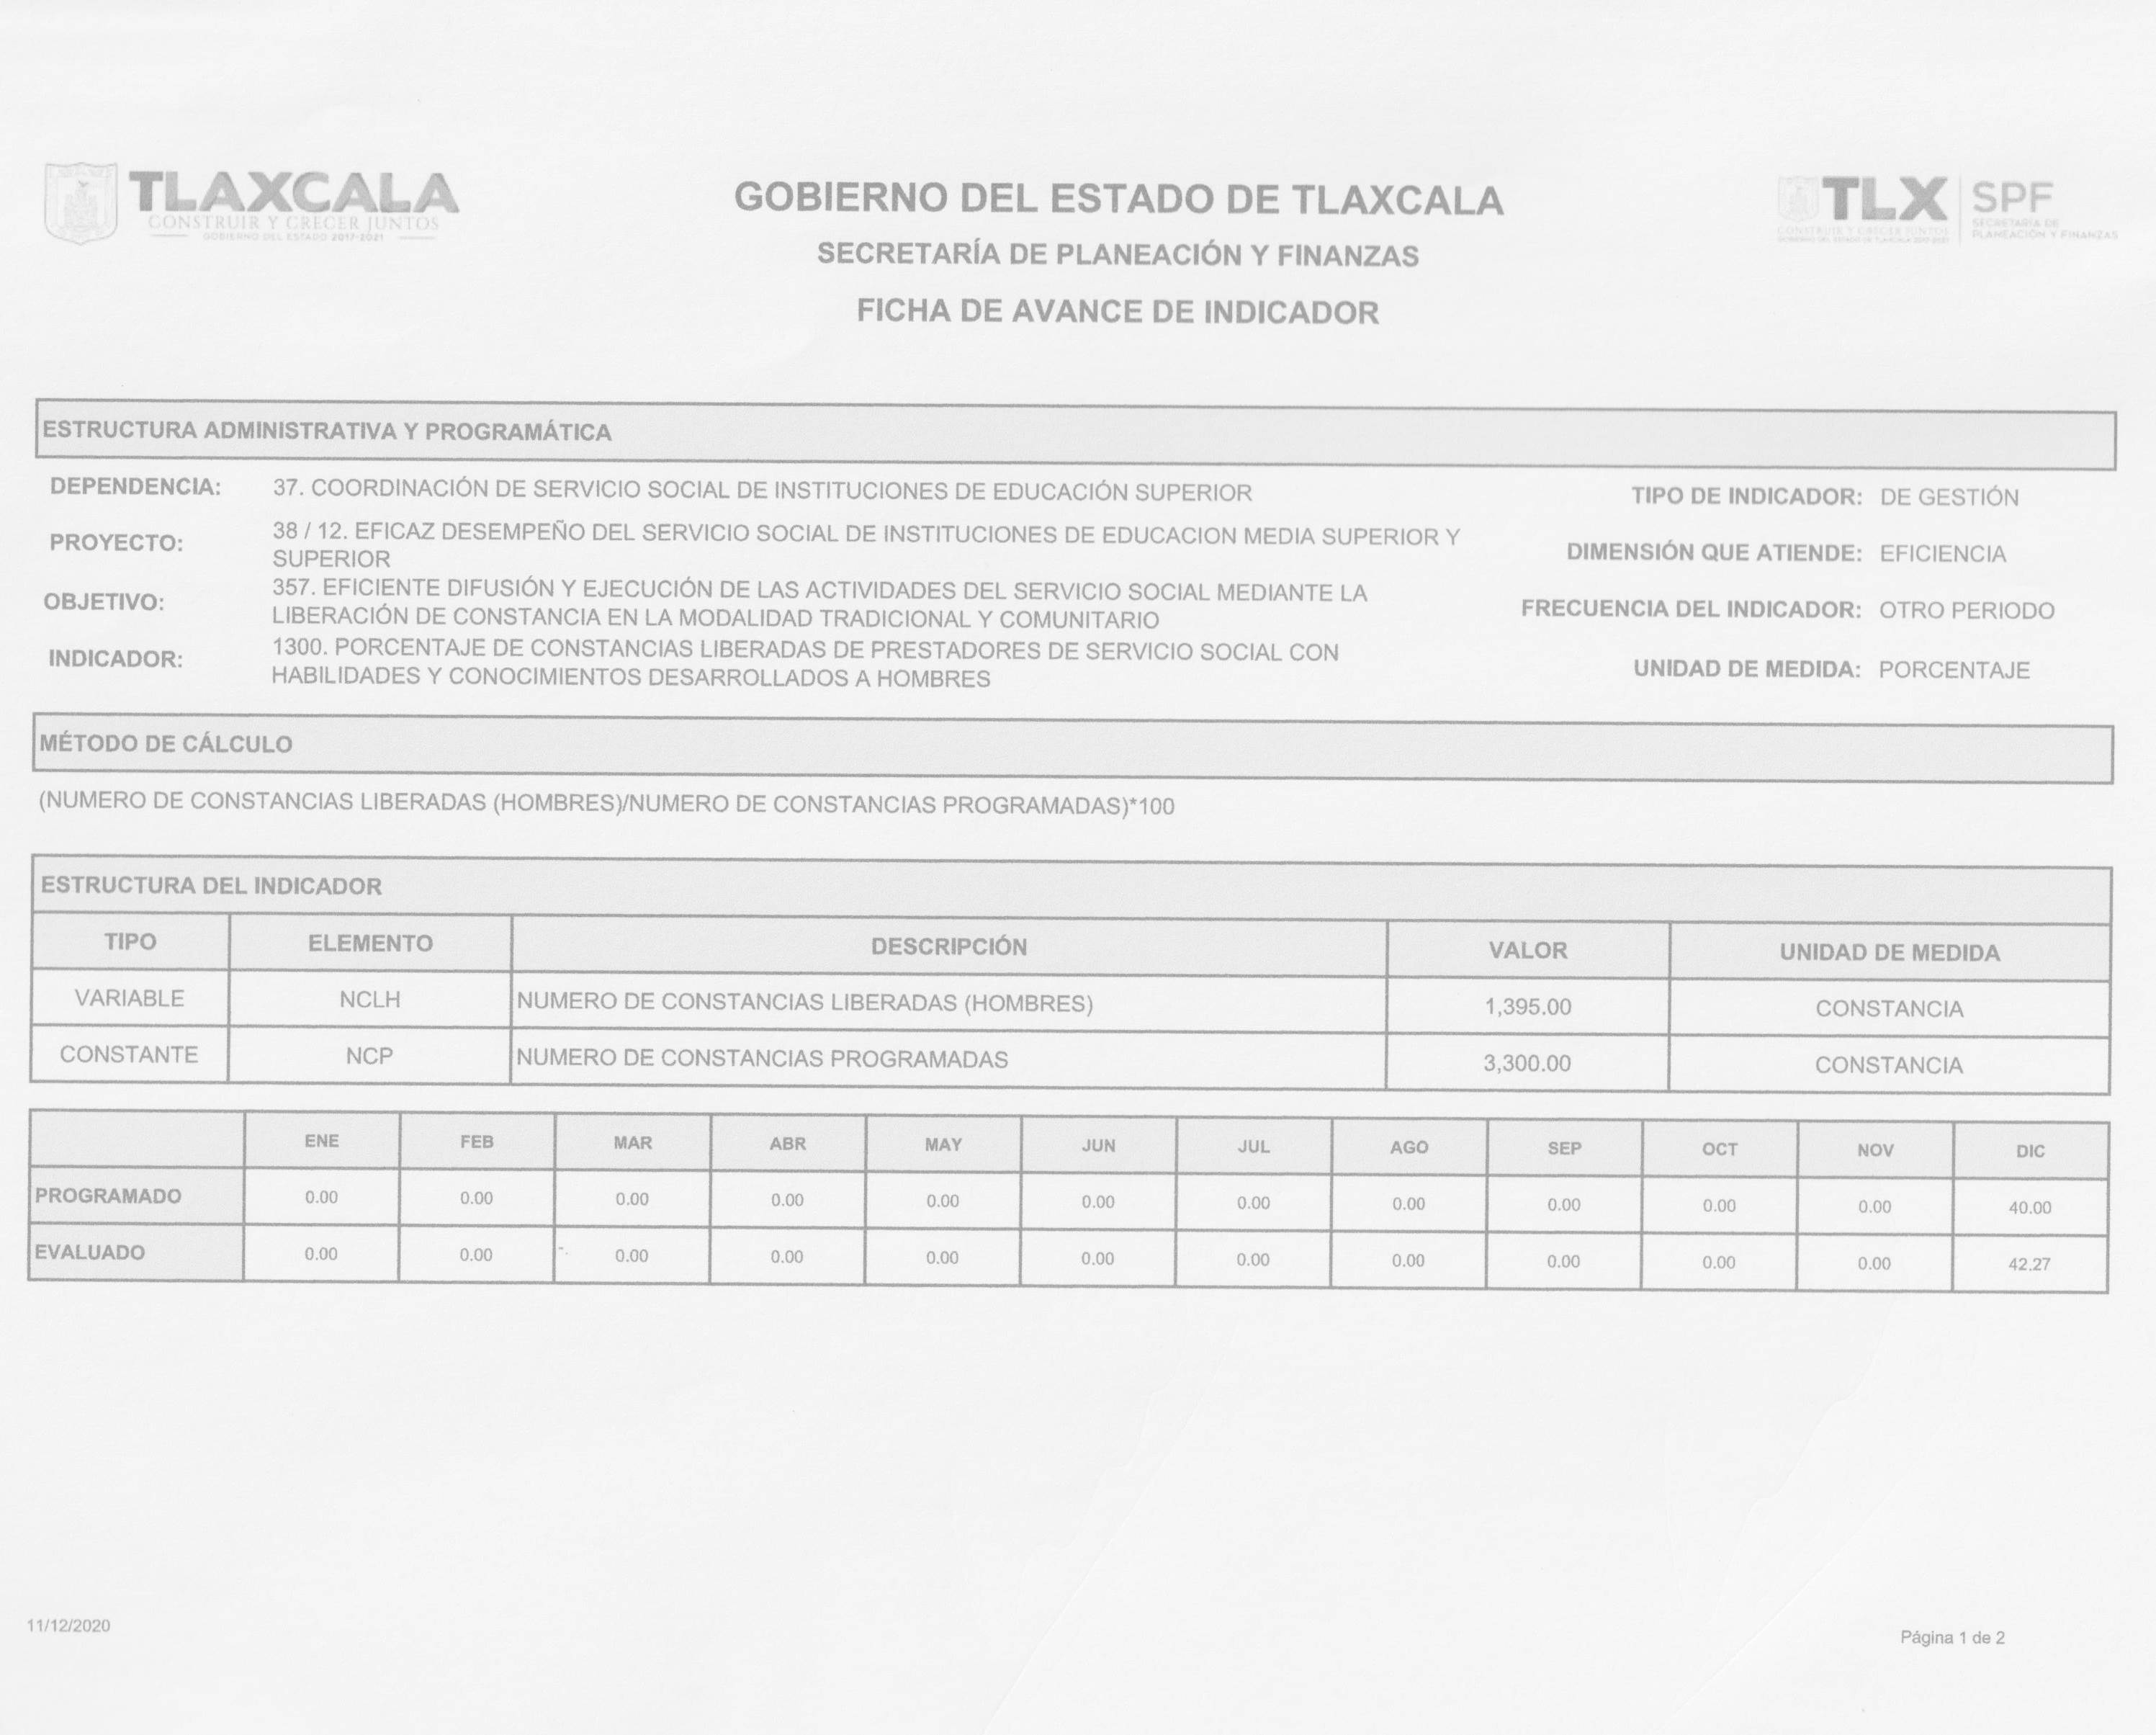 TLAXCALA
CONSTRUIR Y CRECER JUNTOS
GOBIERNO DEL ESTADO 2017-2021
GOBIERNO DEL ESTADO DE TLAXCALA
SECRETARÍA DE PLANEACIÓN Y FINANZAS
FICHA DE AVANCE DE INDICADOR
TLX
CONSTRUIR Y CRECER JUNTOS
GOBIERNO DEL ESTADO DE TLAXCALA 2017-2021
SPF
SECRETARÍA DE
PLANEACIÓN Y FINANZAS
ESTRUCTURA ADMINISTRATIVA Y PROGRAMÁTICA
DEPENDENCIA: 37. COORDINACIÓN DE SERVICIO SOCIAL DE INSTITUCIONES DE EDUCACIÓN SUPERIOR TIPO DE INDICADOR: DE GESTIÓN
PROYECTO: 38 / 12. EFICAZ DESEMPEÑO DEL SERVICIO SOCIAL DE INSTITUCIONES DE EDUCACION MEDIA SUPERIOR Y
SUPERIOR DIMENSIÓN QUE ATIENDE: EFICIENCIA
OBJETIVO: 357. EFICIENTE DIFUSIÓN Y EJECUCIÓN DE LAS ACTIVIDADES DEL SERVICIO SOCIAL MEDIANTE LA
LIBERACIÓN DE CONSTANCIA EN LA MODALIDAD TRADICIONAL Y COMUNITARIO FRECUENCIA DEL INDICADOR: OTRO PERIODO
INDICADOR: 1300. PORCENTAJE DE CONSTANCIAS LIBERADAS DE PRESTADORES DE SERVICIO SOCIAL CON
HABILIDADES Y CONOCIMIENTOS DESARROLLADOS A HOMBRES UNIDAD DE MEDIDA: PORCENTAJE
MÉTODO DE CÁLCULO
(NUMERO DE CONSTANCIAS LIBERADAS (HOMBRES)/NUMERO DE CONSTANCIAS PROGRAMADAS)*100
ESTRUCTURA DEL INDICADOR
TIPO ELEMENTO DESCRIPCIÓN VALOR UNIDAD DE MEDIDA
VARIABLE NCLH NUMERO DE CONSTANCIAS LIBERADAS (HOMBRES) 1,395.00 CONSTANCIA
CONSTANTE NCP NUMERO DE CONSTANCIAS PROGRAMADAS 3,300.00 CONSTANCIA
ENE FEB MAR ABR MAY JUN JUL AGO SEP OCT NOV DIC
PROGRAMADO 0.00 0.00 0.00 0.00 0.00 0.00 0.00 0.00 0.00 0.00 0.00 40.00
EVALUADO 0.00 0.00 0.00 0.00 0.00 0.00 0.00 0.00 0.00 0.00 0.00 42.27
11/12/2020 Página 1 de 2